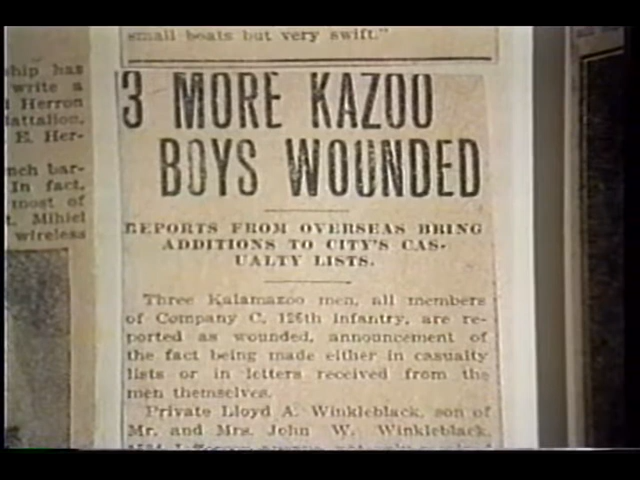 small boats but very swift."
ship has
write a
Herron
Battalion,
E. Her-
nch bar-
In fact,
most of
t. Mihiel
wireless
3 MORE KAZOO
BOYS WOUNDED
REPORTS FROM OVERSEAS BRING
ADDITIONS TO CITY'S CAS-
UALTY LISTS.
Three Kalamazoo men, all members
of Company C, 126th infantry, are re-
ported as wounded, announcement of
the fact being made either in casualty
lists or in letters received from the
men themselves.
Private Lloyd A. Winkleblack, son of
Mr. and Mrs. John W. Winkleblack,